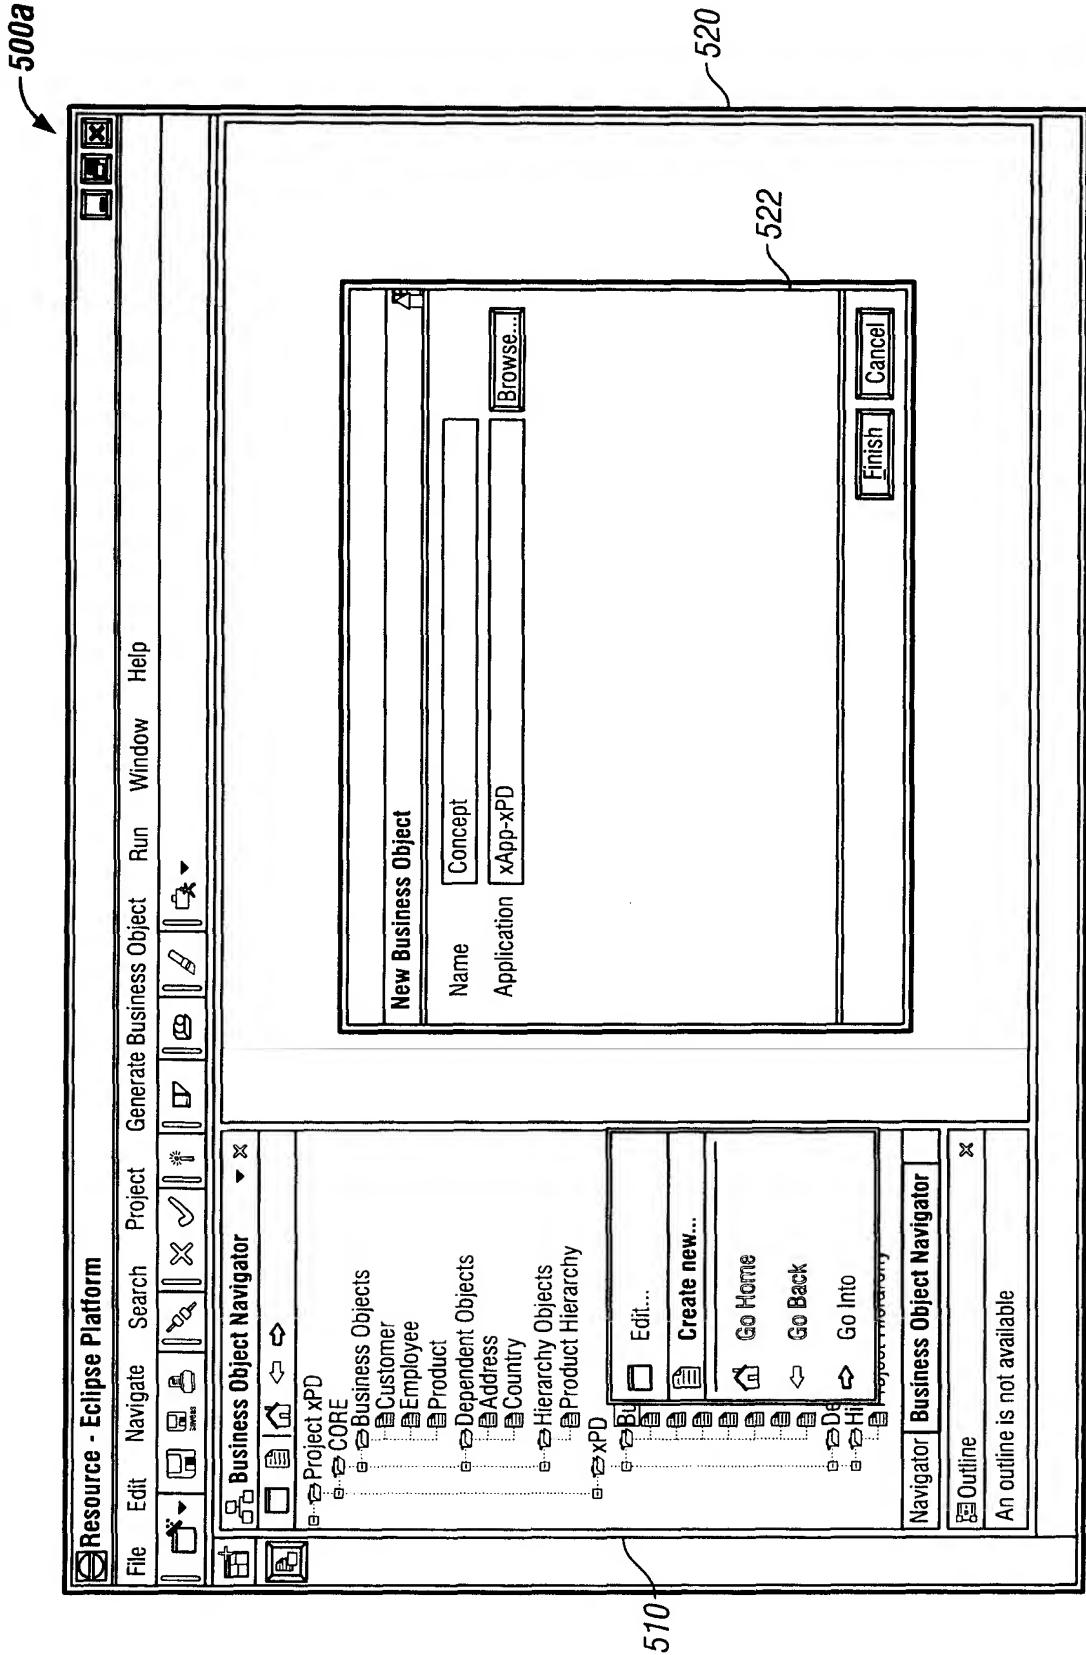 500a
Resource - Eclipse Platform
File Edit Navigate Search Project Generate Business Object Run Window Help
Business Object Navigator
Project xPD
CORE
Business Objects
Customer
Employee
Product
Dependent Objects
Address
Country
Hierarchy Objects
Product Hierarchy
xPD
Bu
De
Hi
Edit...
Create new...
Go Home
Go Back
Go Into
Navigator Business Object Navigator
Outline
An outline is not available
New Business Object
Name Concept
Application xApp-xPD Browse...
Finish Cancel
510
520
522